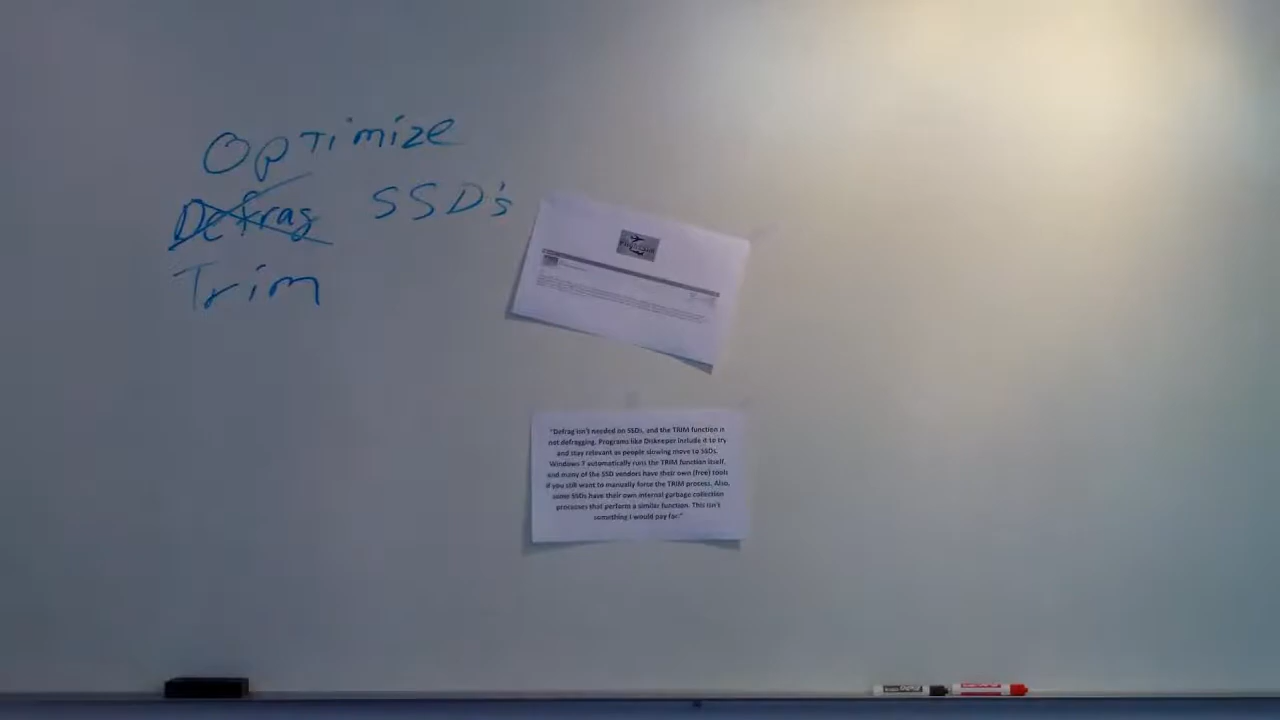 Optimize
Defrag SSD's
Trim
"Defrag isn't needed on SSDs, and the TRIM function is
not defragging. Programs like Diskeeper include it to try
and stay relevant as people slowing move to SSDs.
Windows 7 automatically runs the TRIM function itself,
and many of the SSD vendors have their own (free) tools
if you still want to manually force the TRIM process. Also,
some SSDs have their own internal garbage collection
processes that perform a similar function. This isn't
something I would pay for."